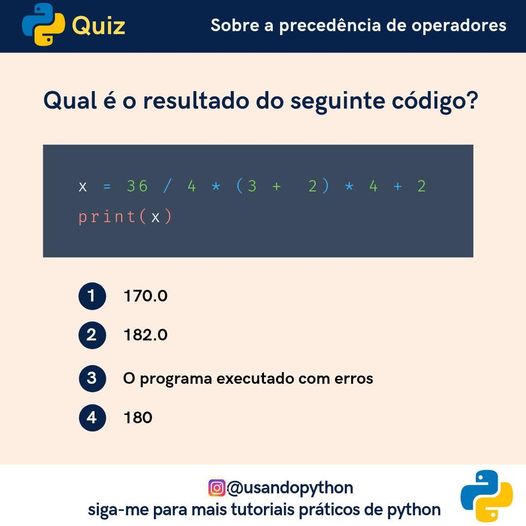 Quiz
Sobre a precedência de operadores
Qual é o resultado do seguinte código?
x = 36 / 4 * (3 + 2) * 4 + 2
print(x)
1 170.0
2 182.0
3 O programa executado com erros
4 180
@usandopython
siga-me para mais tutoriais práticos de python